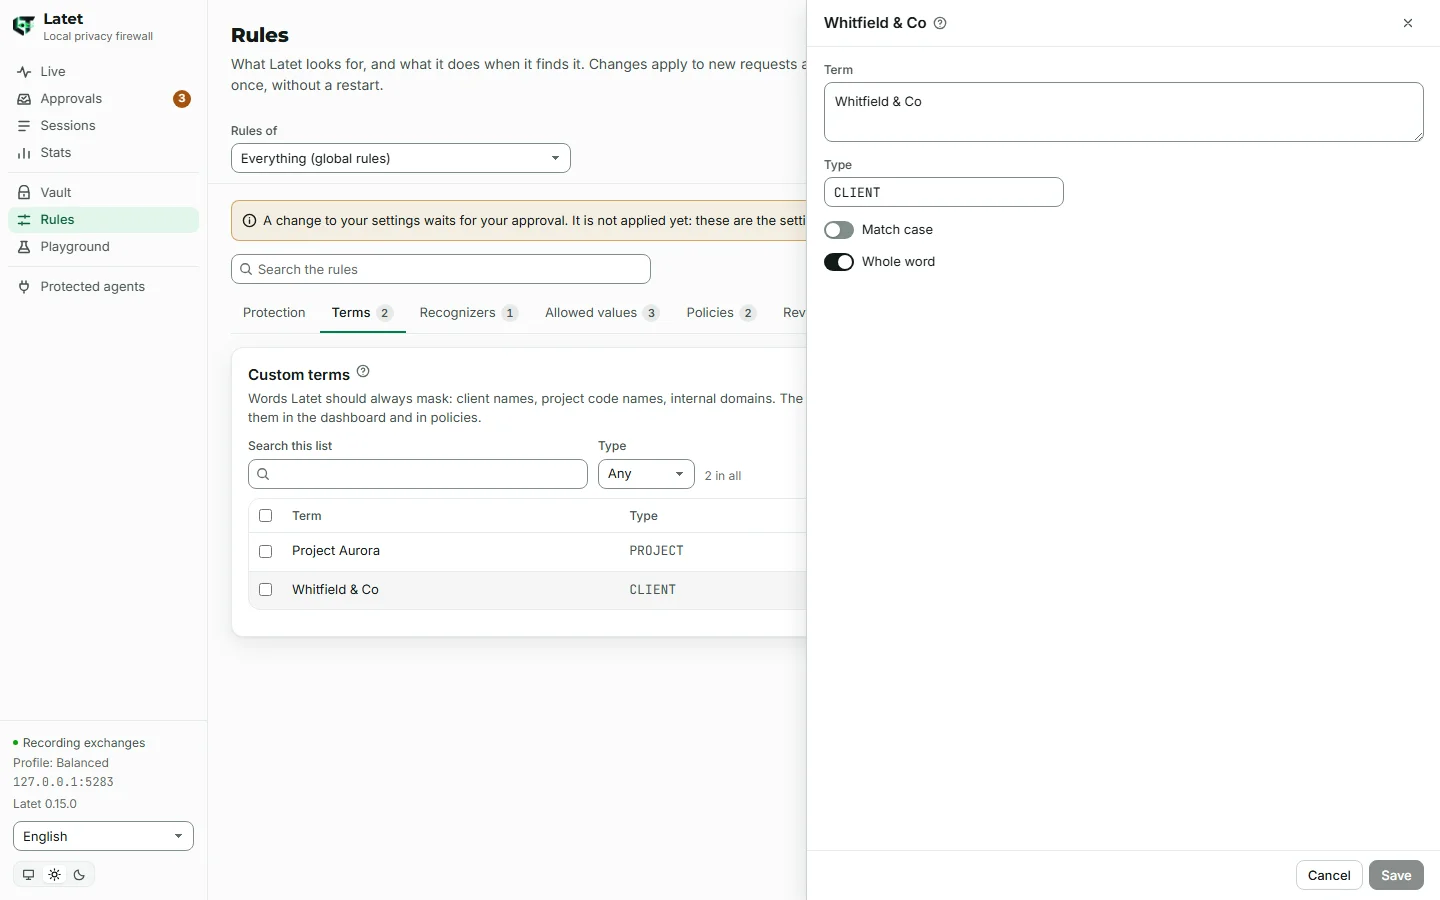 Latet
Local privacy firewall
Live
Approvals 3
Sessions
Stats
Vault
Rules
Playground
Protected agents
Recording exchanges
Profile: Balanced
127.0.0.1:5283
Latet 0.15.0
English
Rules
What Latet looks for, and what it does when it finds it. Changes apply to new requests
once, without a restart.
Rules of
Everything (global rules)
A change to your settings waits for your approval. It is not applied yet: these are the
Search the rules
Protection Terms 2 Recognizers 1 Allowed values 3 Policies 2
Custom terms
Words Latet should always mask: client names, project code names, internal domains. The
them in the dashboard and in policies.
Search this list Type
Any 2 in all
Term Type
Project Aurora PROJECT
Whitfield & Co CLIENT
Whitfield & Co
Term
Whitfield & Co
Type
CLIENT
Match case
Whole word
Cancel Save